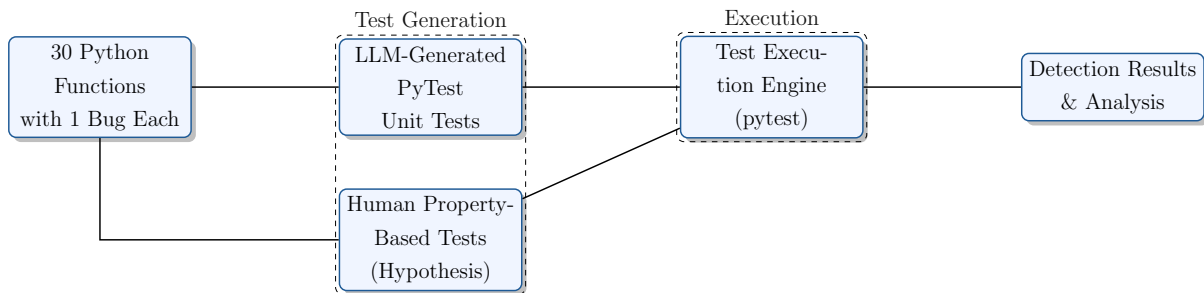 Test Generation
Execution
30 Python
Functions
with 1 Bug Each
LLM-Generated
PyTest
Unit Tests
Test Execu-
tion Engine
(pytest)
Detection Results
& Analysis
Human Property-
Based Tests
(Hypothesis)